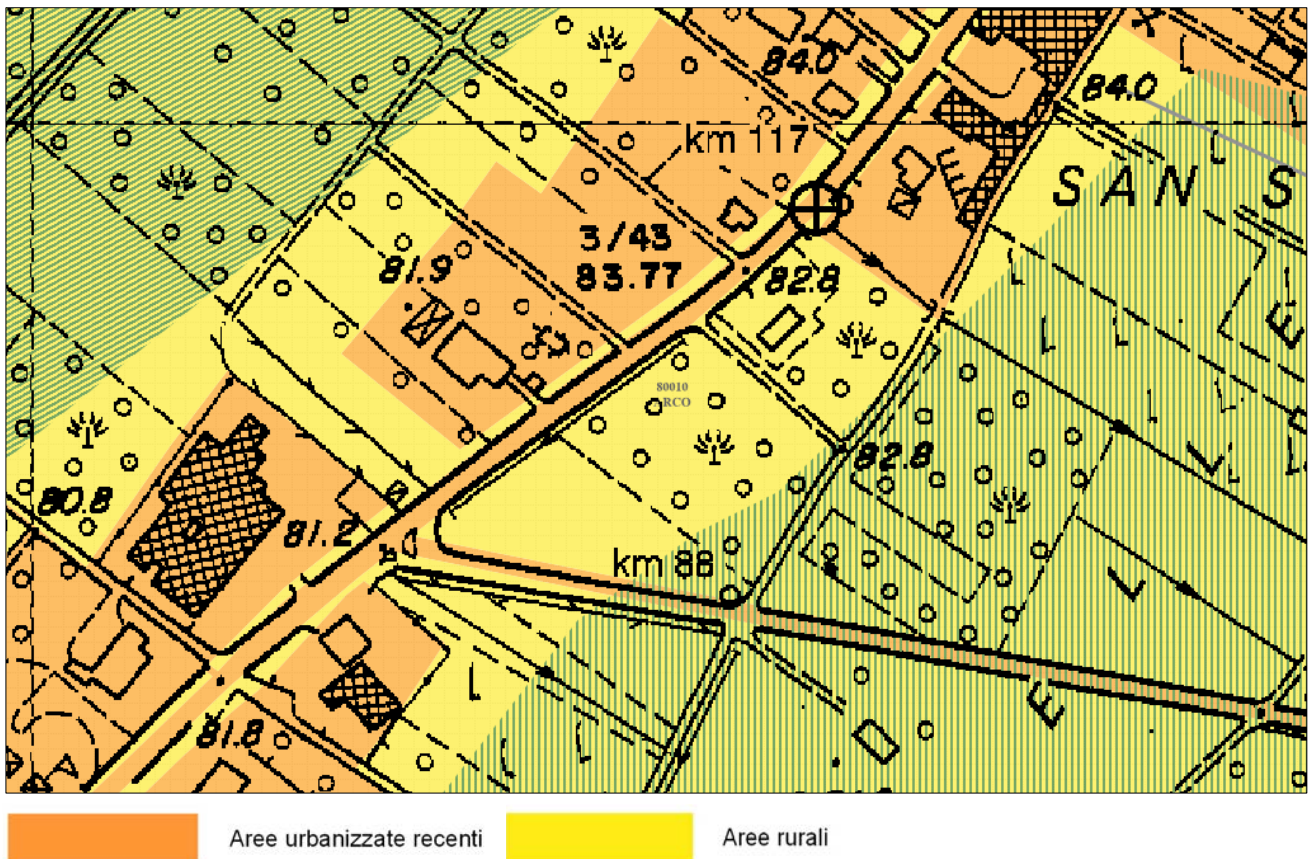 84.0
84.0
km 117
SAN S
3/43
83.77
81.9
82.8
80010
RCO
82.8
80.8
81.2
km 88
E
L
L
E
81.8
Aree urbanizzate recenti
Aree rurali